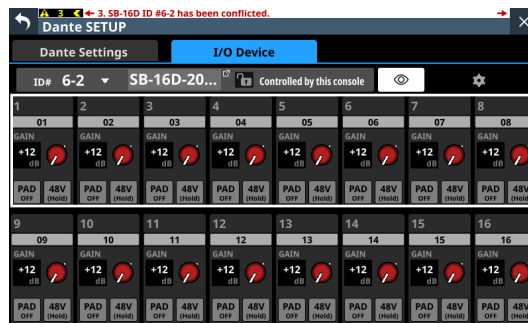 3 ← 3. SB-16D ID #6-2 has been conflicted. →
Dante SETUP
Dante Settings I/O Device
ID# 6-2 SB-16D-20... Controlled by this console
1 2 3 4 5 6 7 8
01 02 03 04 05 06 07 08
GAIN GAIN GAIN GAIN GAIN GAIN GAIN GAIN
+12 +12 +12 +12 +12 +12 +12 +12
dB dB dB dB dB dB dB dB
PAD 48V PAD 48V PAD 48V PAD 48V PAD 48V PAD 48V PAD 48V PAD 48V
OFF (Hold) OFF (Hold) OFF (Hold) OFF (Hold) OFF (Hold) OFF (Hold) OFF (Hold) OFF (Hold)
9 10 11 12 13 14 15 16
09 10 11 12 13 14 15 16
GAIN GAIN GAIN GAIN GAIN GAIN GAIN GAIN
+12 +12 +12 +12 +12 +12 +12 +12
dB dB dB dB dB dB dB dB
PAD 48V PAD 48V PAD 48V PAD 48V PAD 48V PAD 48V PAD 48V PAD 48V
OFF (Hold) OFF (Hold) OFF (Hold) OFF (Hold) OFF (Hold) OFF (Hold) OFF (Hold) OFF (Hold)